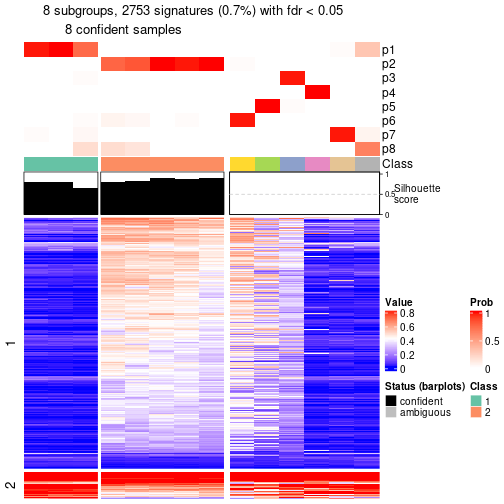 8 subgroups, 2753 signatures (0.7%) with fdr < 0.05
8 confident samples
p1
p2
p3
p4
p5
p6
p7
p8
Class
1
0.5
0
Silhouette
score
1
2
Value
0.8
0.6
0.4
0.2
0
Prob
1
0.5
0
Status (barplots)
confident
ambiguous
Class
1
2